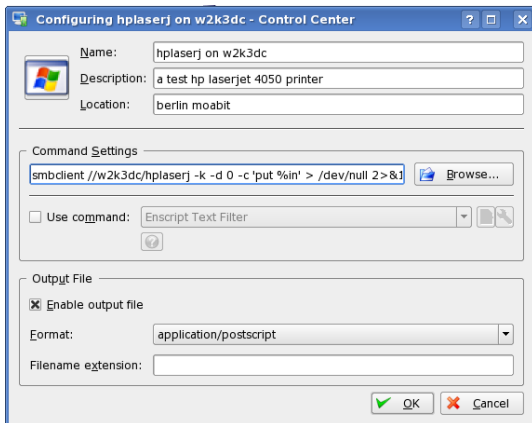 Configuring hplaserj on w2k3dc - Control Center
Name: hplaserj on w2k3dc
Description: a test hp laserjet 4050 printer
Location: berlin moabit
Command Settings
smbclient //w2k3dc/hplaserj -k -d 0 -c 'put %in' > /dev/null 2>&1 Browse...
Use command: Enscript Text Filter
Output File
Enable output file
Format: application/postscript
Filename extension:
OK Cancel